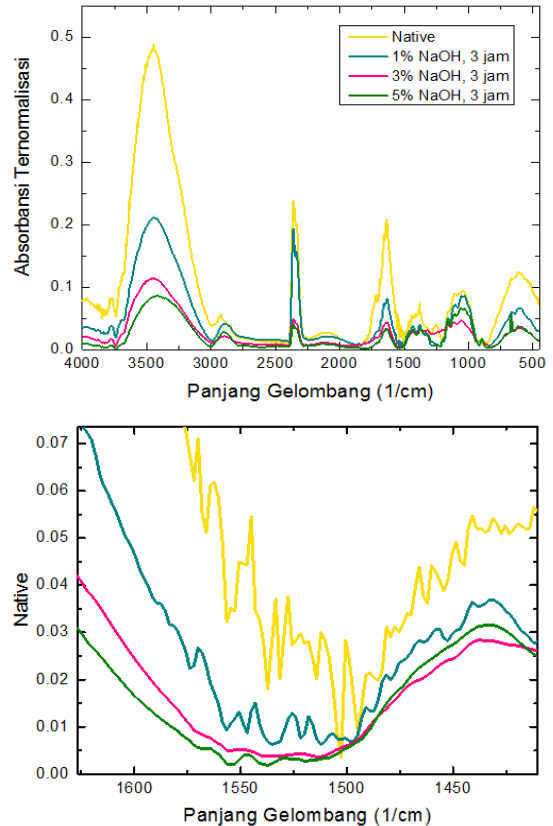 0.5
0.4
0.3
0.2
0.1
0.0
Absorbansi Ternormalisasi
Native
1% NaOH, 3 jam
3% NaOH, 3 jam
5% NaOH, 3 jam
4000 3500 3000 2500 2000 1500 1000 500
Panjang Gelombang (1/cm)
0.07
0.06
0.05
0.04
0.03
0.02
0.01
0.00
Native
1600 1550 1500 1450
Panjang Gelombang (1/cm)